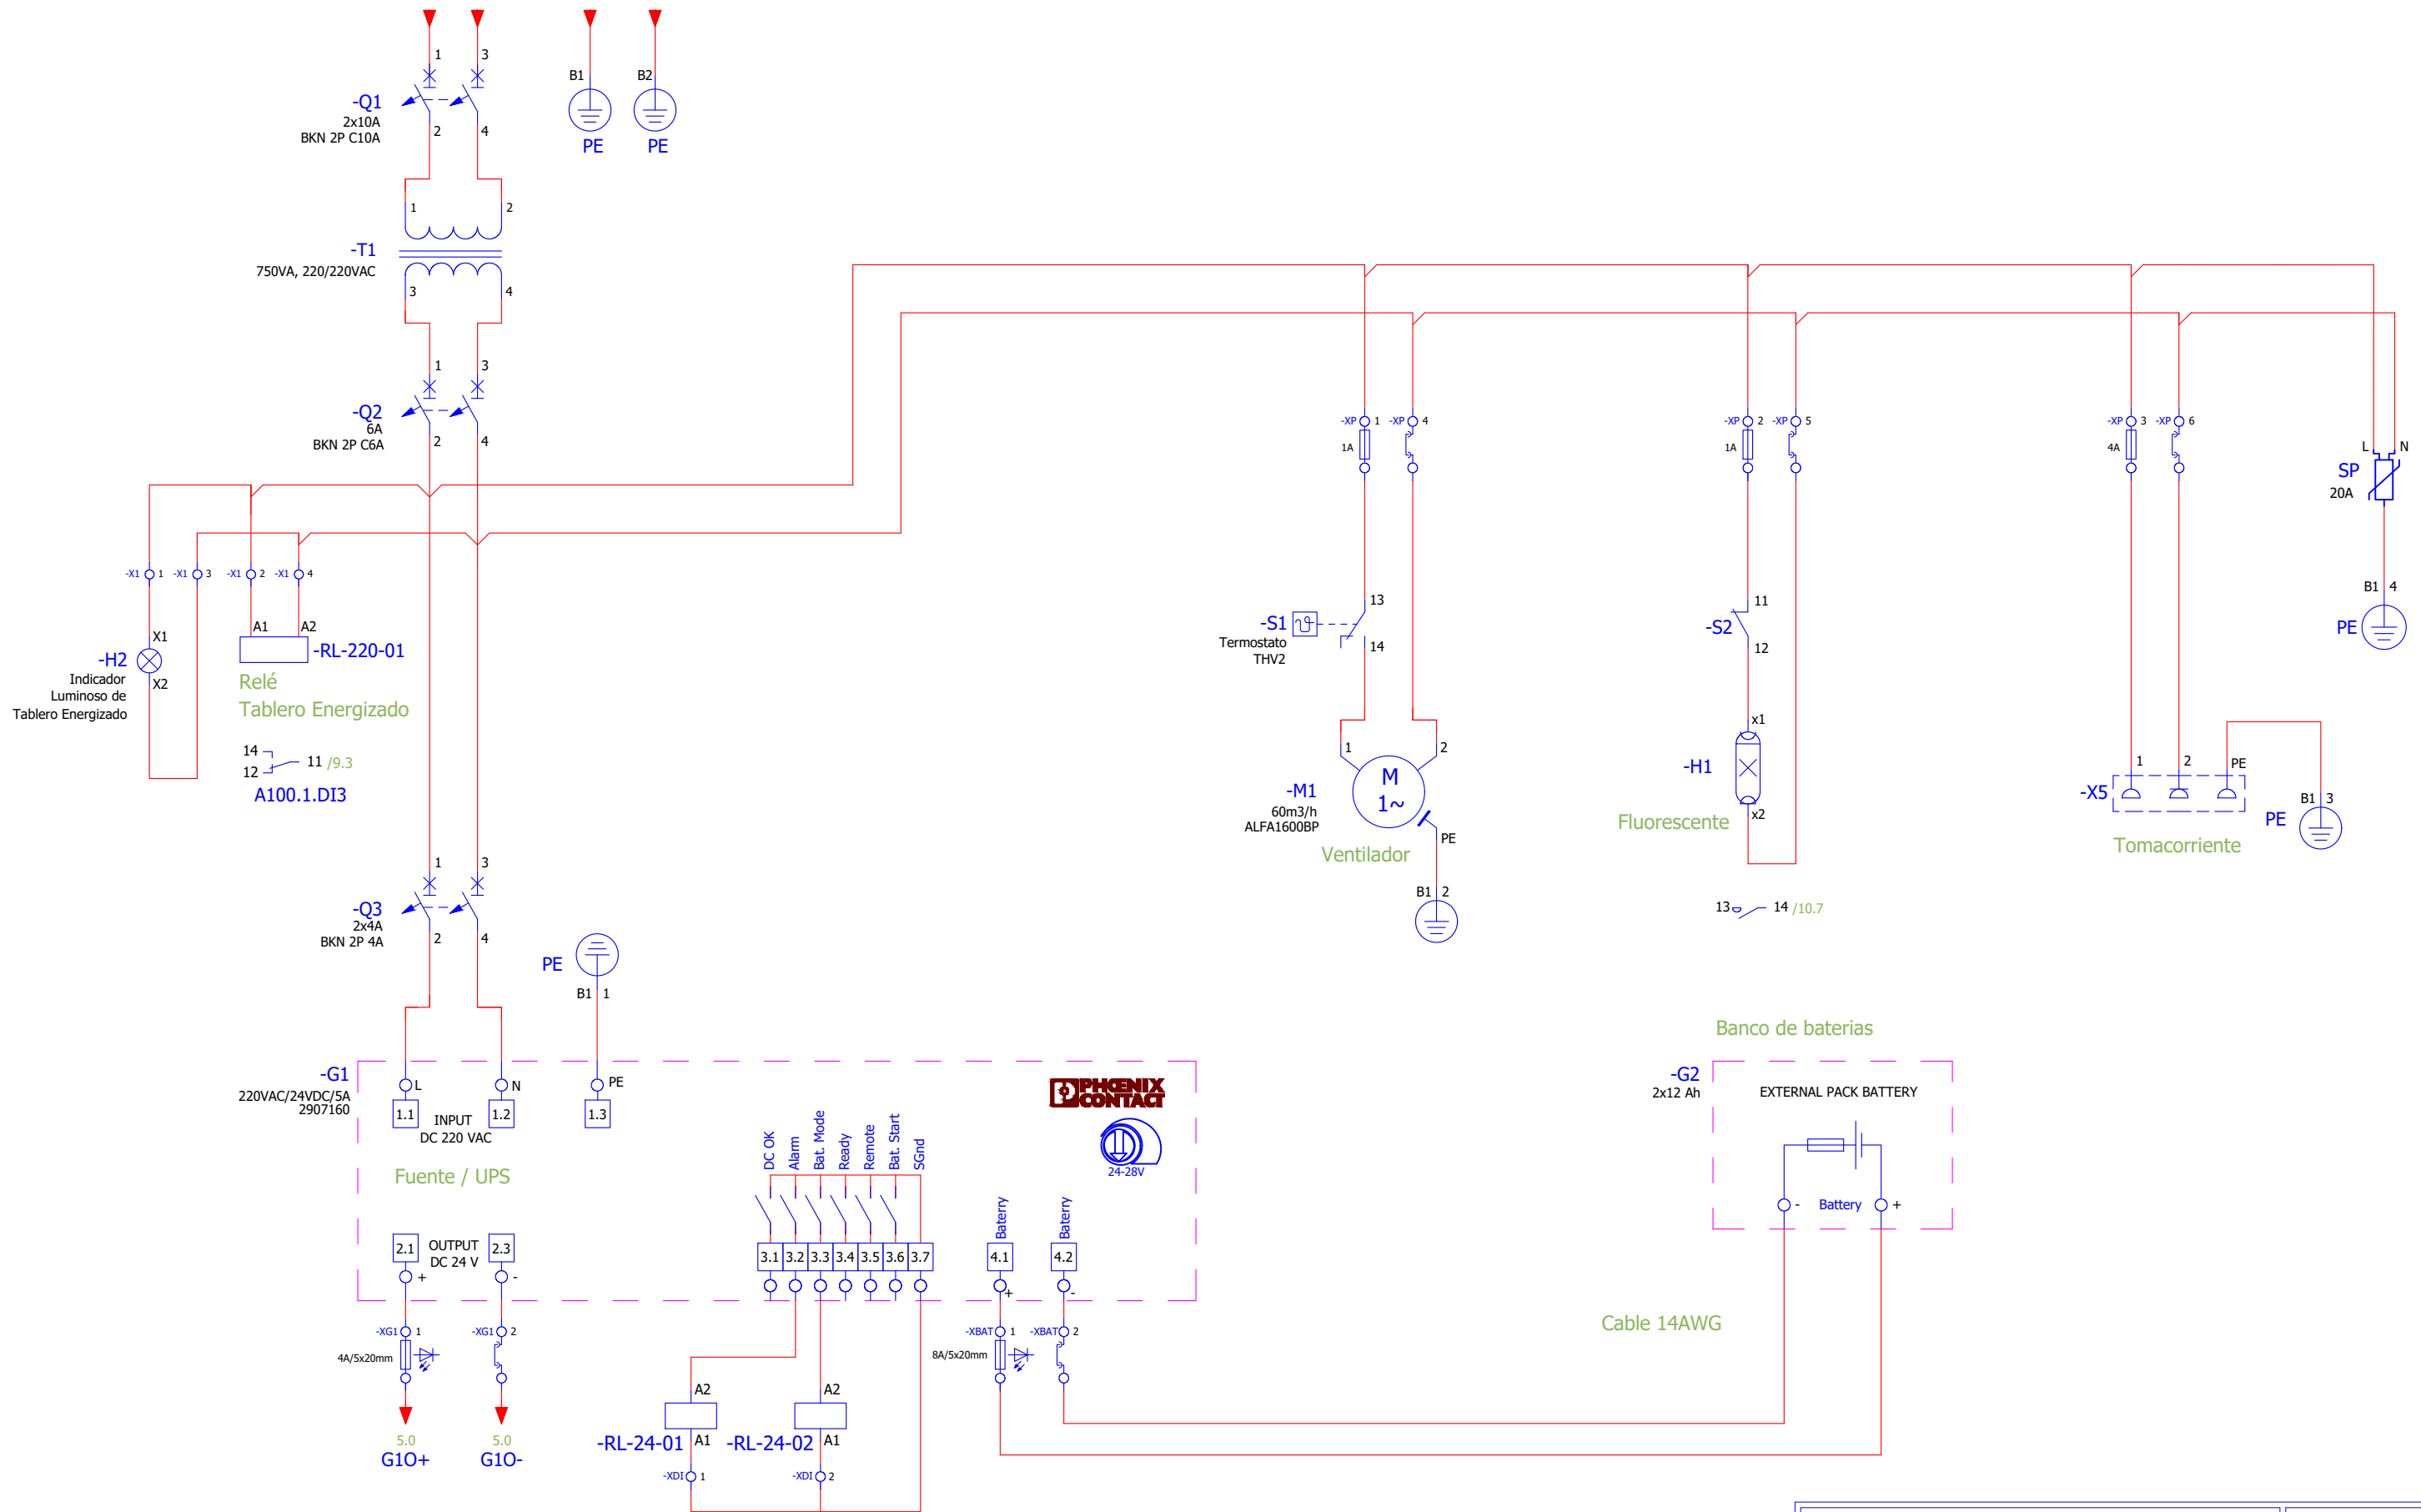 1
3
-Q1
2x10A
BKN 2P C10A
2
4
B1
PE
B2
PE
1
2
-T1
750VA, 220/220VAC
3
4
1
3
-Q2
6A
BKN 2P C6A
2
4
-XP 1
1A
-XP 4
-XP 2
1A
-XP 5
-XP 3
4A
-XP 6
L
N
SP
20A
B1 4
PE
-X1 1
-X1 3
-X1 2
-X1 4
X1
-H2
X2
Indicador
Luminoso de
Tablero Energizado
A1
A2
-RL-220-01
Relé
Tablero Energizado
14
12
11 /9.3
A100.1.DI3
13
-S1
Termostato
THV2
14
1
2
M
1~
-M1
60m3/h
ALFA1600BP
PE
Ventilador
B1 2
11
-S2
12
x1
-H1
x2
Fluorescente
13
14 /10.7
1
2
PE
-X5
Tomacorriente
B1 3
PE
1
3
-Q3
2x4A
BKN 2P 4A
2
4
PE
B1 1
-G1
220VAC/24VDC/5A
2907160
L
N
PE
1.1
1.2
1.3
INPUT
DC 220 VAC
Fuente / UPS
PHŒNIX
CONTACT
24-28V
DC OK
Alarm
Bat. Mode
Ready
Remote
Bat. Start
SGnd
Baterry
Baterry
2.1
OUTPUT
DC 24 V
2.3
+
-
3.1
3.2
3.3
3.4
3.5
3.6
3.7
4.1
4.2
+
-
-XG1 1
4A/5x20mm
-XG1 2
5.0
G1O+
5.0
G1O-
A2
-RL-24-01
A1
-XDI 1
A2
-RL-24-02
A1
-XDI 2
-XBAT 1
8A/5x20mm
-XBAT 2
Banco de baterias
-G2
2x12 Ah
EXTERNAL PACK BATTERY
- Battery +
Cable 14AWG